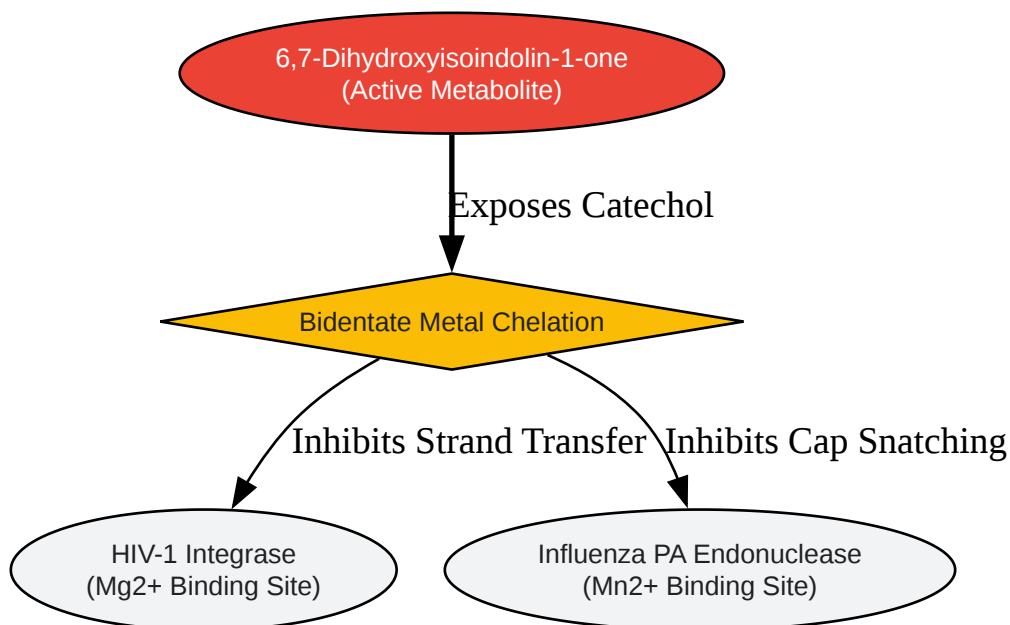 6,7-Dihydroxyisoindolin-1-one
(Active Metabolite)
Exposes Catechol
Bidentate Metal Chelation
Inhibits Strand Transfer
Inhibits Cap Snatching
HIV-1 Integrase
(Mg2+ Binding Site)
Influenza PA Endonuclease
(Mn2+ Binding Site)